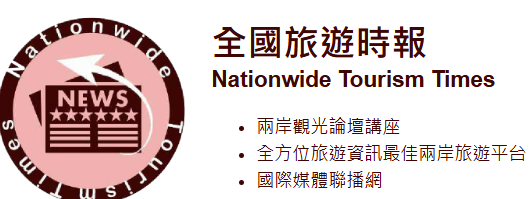 Nationwide
Tourism Times
NEWS
全國旅遊時報
Nationwide Tourism Times
兩岸觀光論壇講座
全方位旅遊資訊最佳兩岸旅遊平台
國際媒體聯播網